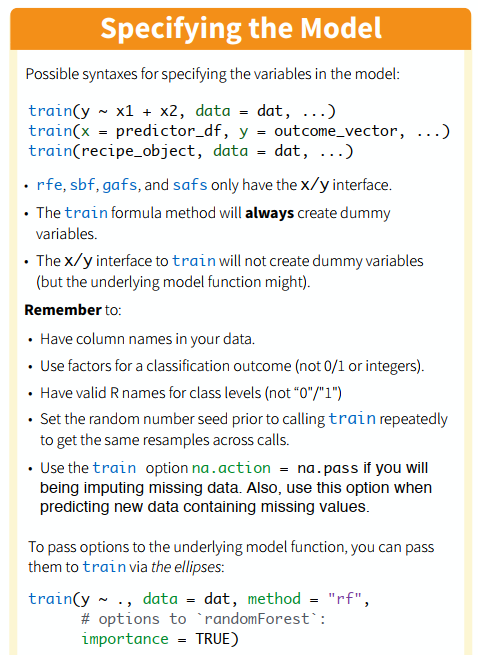 Specifying the Model
Possible syntaxes for specifying the variables in the model:
train(y ~ x1 + x2, data = dat, ...)
train(x = predictor_df, y = outcome_vector, ...)
train(recipe_object, data = dat, ...)
• rfe, sbf, gafs, and safs only have the x/y interface.
• The train formula method will always create dummy
variables.
• The x/y interface to train will not create dummy variables
(but the underlying model function might).
Remember to:
• Have column names in your data.
• Use factors for a classification outcome (not 0/1 or integers).
• Have valid R names for class levels (not “0"/"1")
• Set the random number seed prior to calling train repeatedly
to get the same resamples across calls.
• Use the train option na.action = na.pass if you will
being imputing missing data. Also, use this option when
predicting new data containing missing values.
To pass options to the underlying model function, you can pass
them to train via the ellipses:
train(y ~ ., data = dat, method = "rf",
# options to `randomForest`:
importance = TRUE)